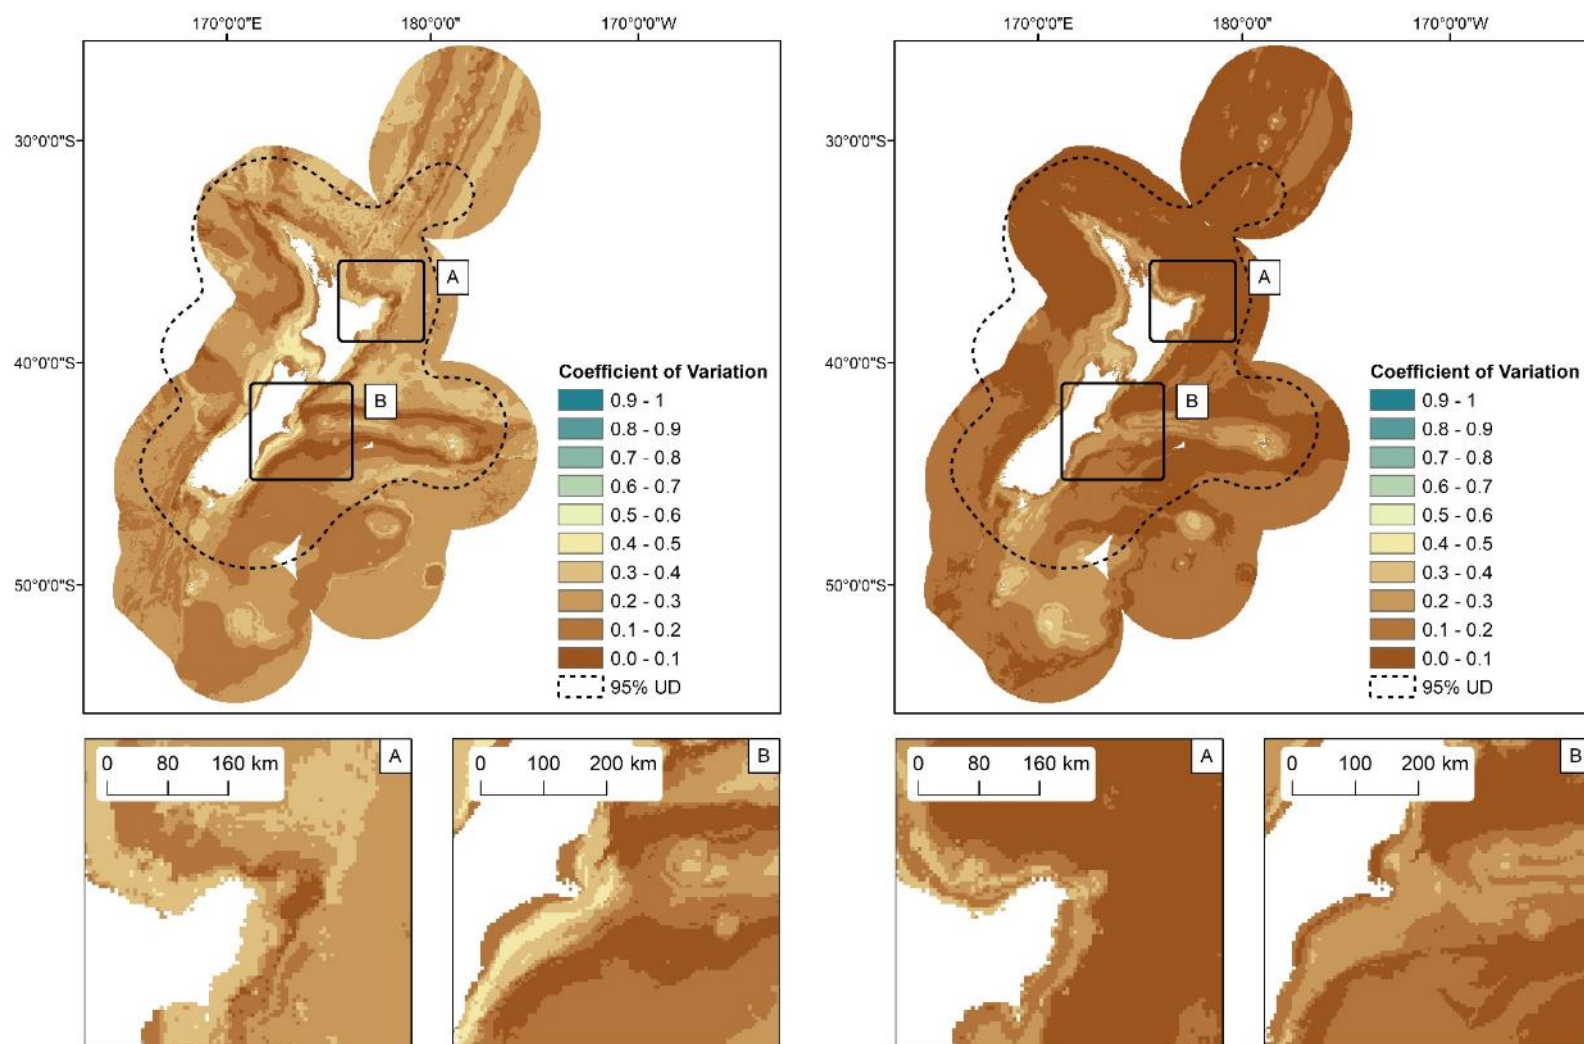 170°0'0"E 180°0'0" 170°0'0"W
30°0'0"S
40°0'0"S
50°0'0"S
A
B
Coefficient of Variation
0.9 - 1
0.8 - 0.9
0.7 - 0.8
0.6 - 0.7
0.5 - 0.6
0.4 - 0.5
0.3 - 0.4
0.2 - 0.3
0.1 - 0.2
0.0 - 0.1
95% UD
170°0'0"E 180°0'0" 170°0'0"W
30°0'0"S
40°0'0"S
50°0'0"S
A
B
Coefficient of Variation
0.9 - 1
0.8 - 0.9
0.7 - 0.8
0.6 - 0.7
0.5 - 0.6
0.4 - 0.5
0.3 - 0.4
0.2 - 0.3
0.1 - 0.2
0.0 - 0.1
95% UD
0 80 160 km
A
0 100 200 km
B
0 80 160 km
A
0 100 200 km
B